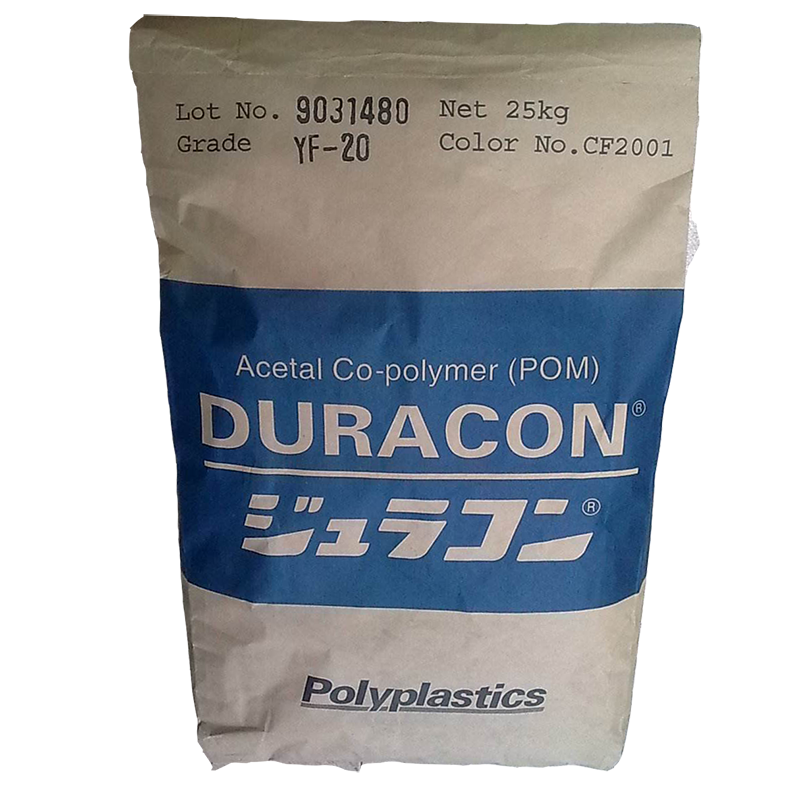 Lot No. 9031480 Net 25kg
Grade YF-20 Color No.CF2001
Acetal Co-polymer (POM)
DURACON®
ジュラコン®
Polyplastics